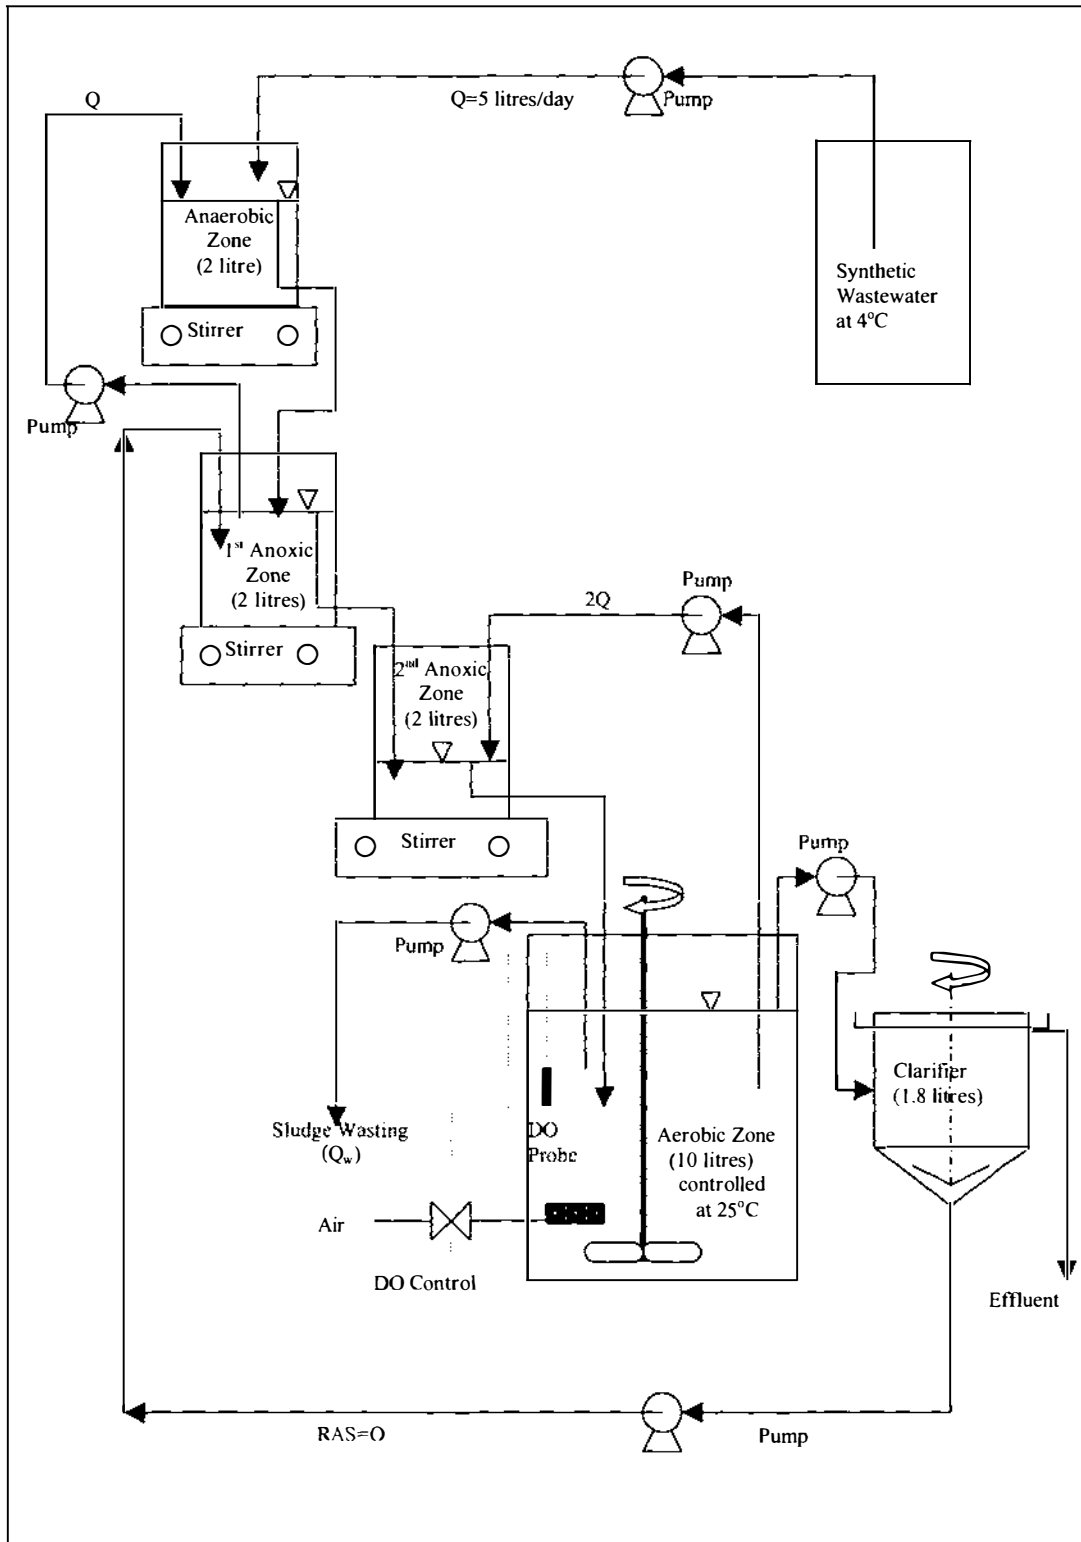 Q
Q=5 litres/day
Pump
Anaerobic
Zone
(2 litre)
Synthetic
Wastewater
at 4°C
Stirrer
Pump
1st Anoxic
Zone
(2 litres)
Pump
2Q
Stirrer
2nd Anoxic
Zone
(2 litres)
Stirrer
Pump
Pump
Clarifier
(1.8 litres)
Sludge Wasting
(Qw)
DO
Probe
Aerobic Zone
(10 litres)
controlled
at 25°C
Air
DO Control
Effluent
RAS=Q
Pump